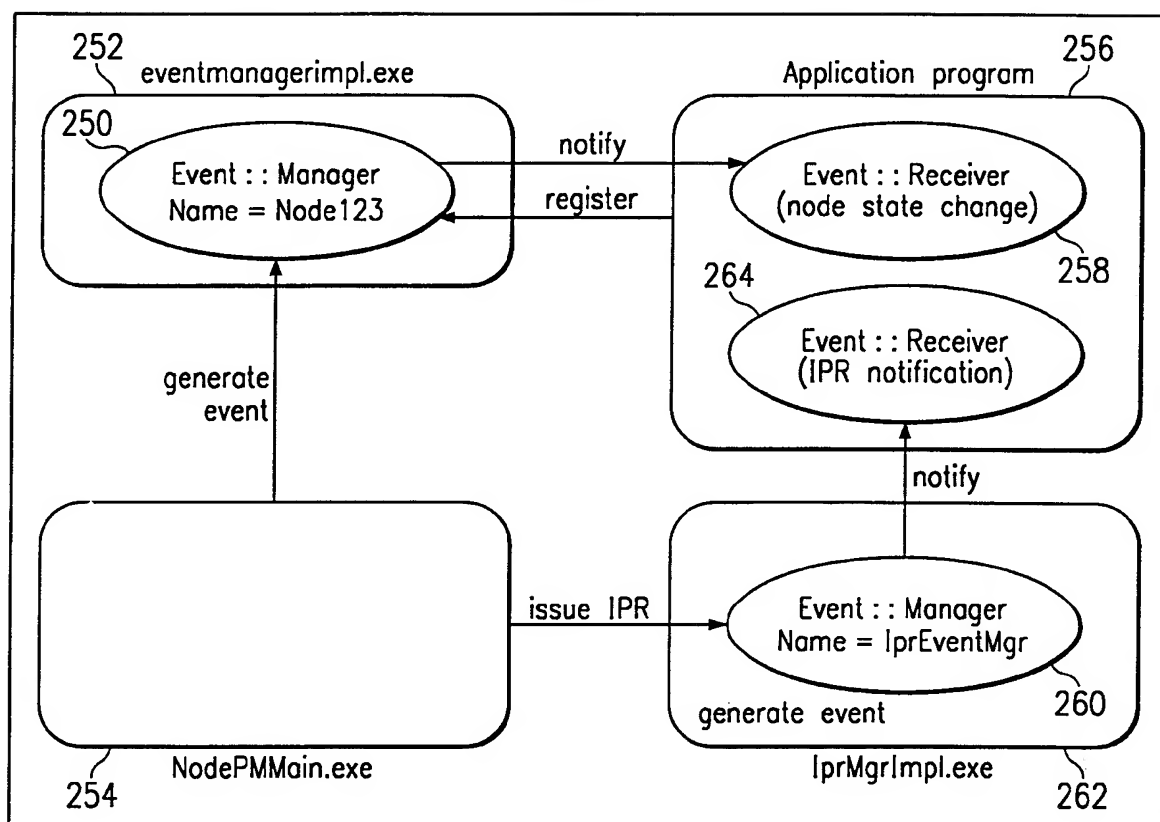 252
eventmanagerimpl.exe
250
Event : : Manager
Name = Node123
notify
register
Application program
256
Event : : Receiver
(node state change)
258
264
Event : : Receiver
(IPR notification)
generate
event
notify
issue IPR
Event : : Manager
Name = IprEventMgr
260
generate event
254
NodePMMain.exe
IprMgrImpl.exe
262